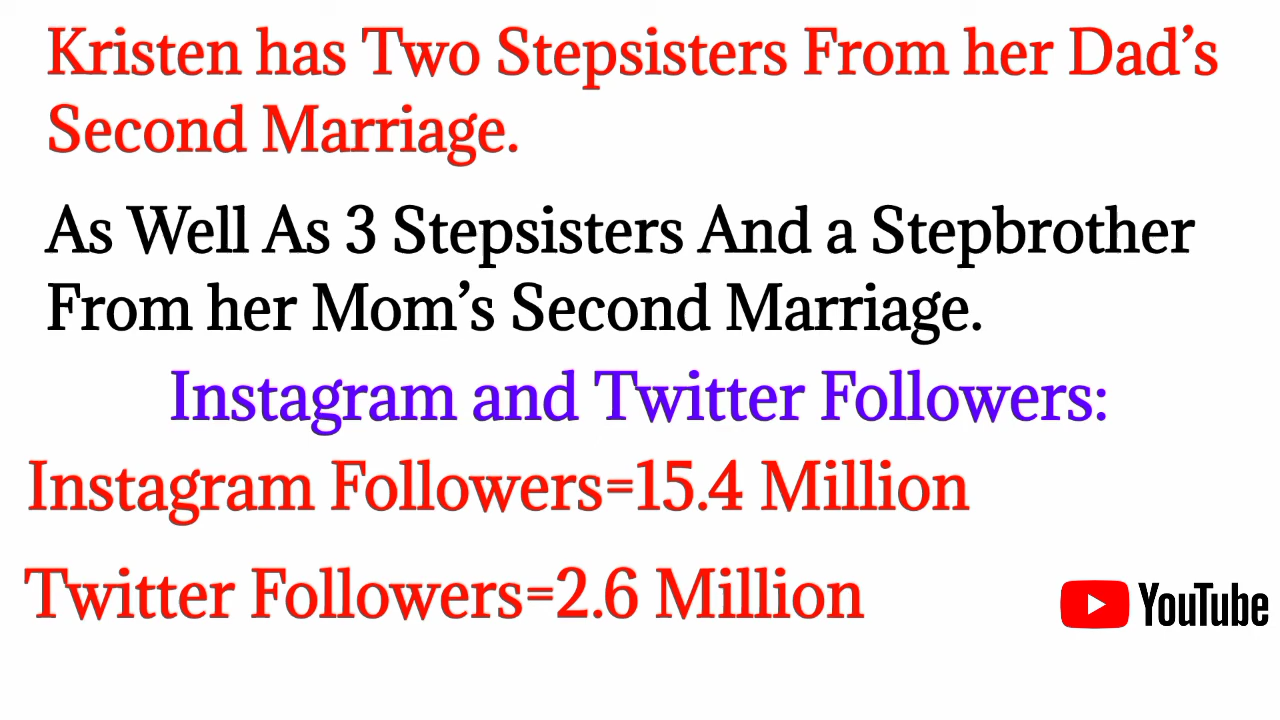 Kristen has Two Stepsisters From her Dad’s
Second Marriage.
As Well As 3 Stepsisters And a Stepbrother
From her Mom’s Second Marriage.
Instagram and Twitter Followers:
Instagram Followers=15.4 Million
Twitter Followers=2.6 Million
YouTube